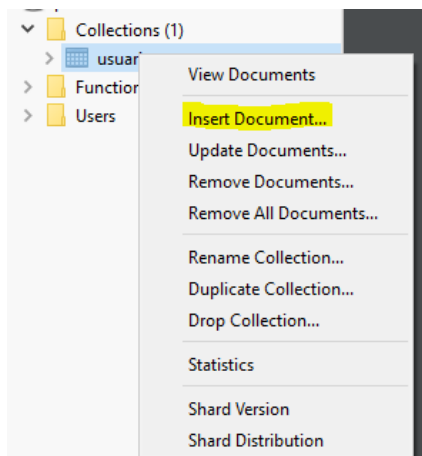 Collections (1)
View Documents
Insert Document...
Users
Update Documents...
Remove Documents...
Remove All Documents...
Rename Collection...
Duplicate Collection...
Drop Collection...
Statistics
Shard Version
Shard Distribution